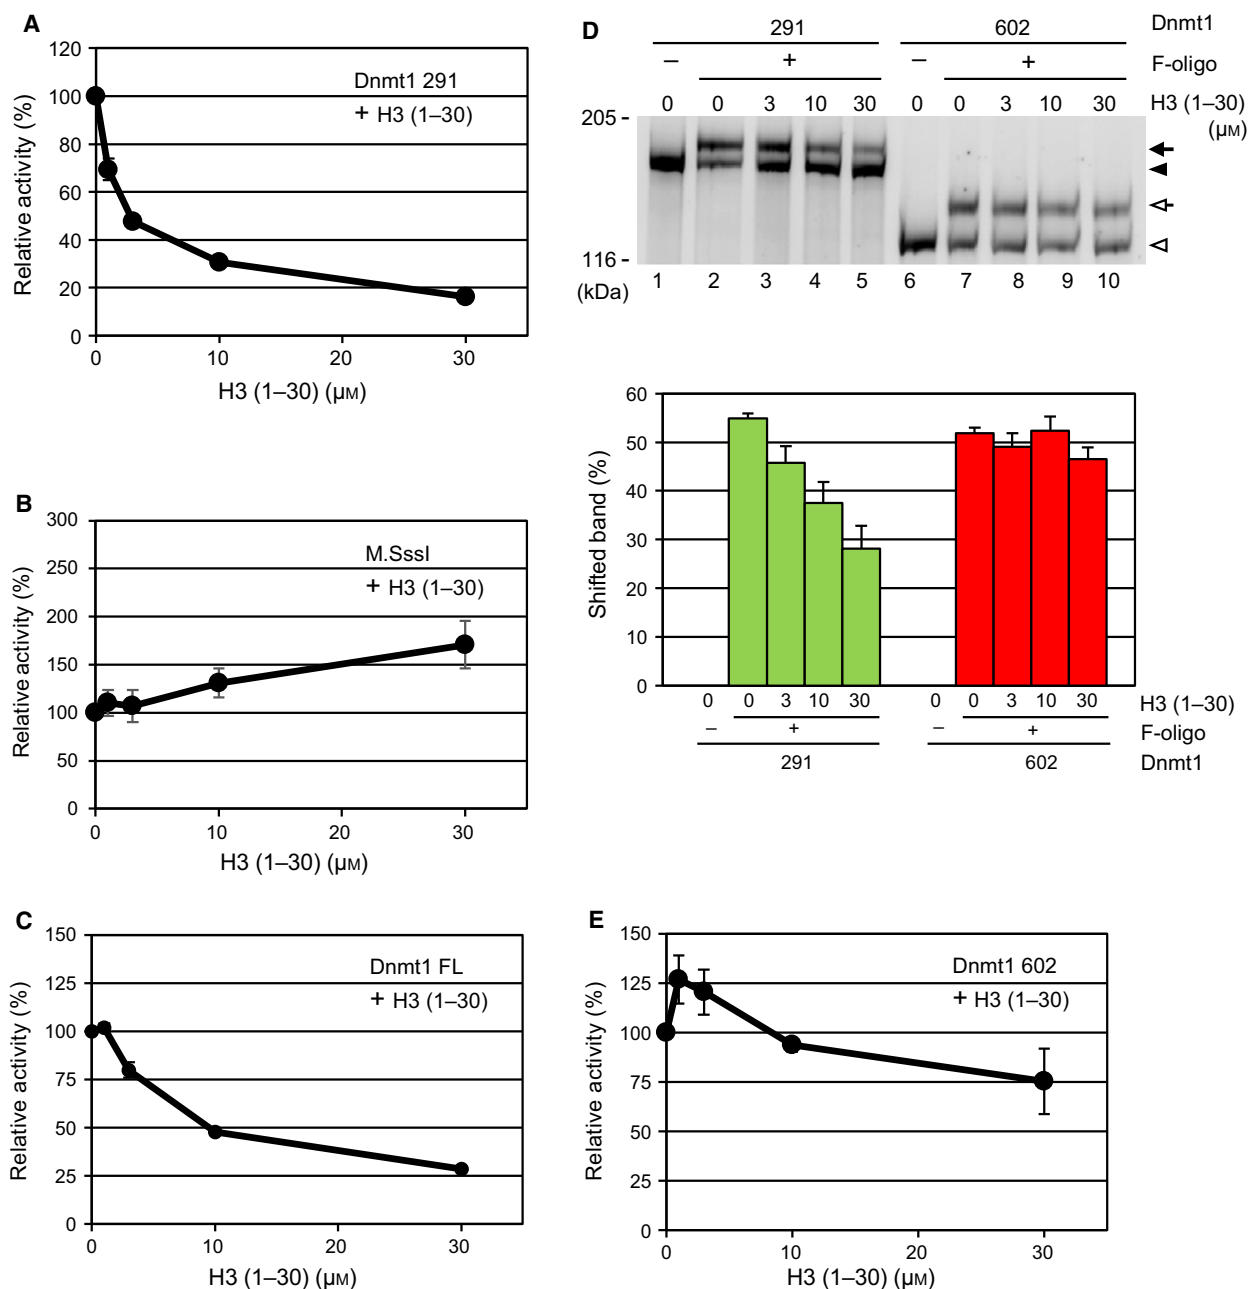 A
120
100
80
60
40
20
0
Relative activity (%)
Dnmt1 291
+ H3 (1–30)
0 10 20 30
H3 (1–30) (µM)
B
300
250
200
150
100
50
0
Relative activity (%)
M.SssI
+ H3 (1–30)
0 10 20 30
H3 (1–30) (µM)
C
150
125
100
75
50
25
0
Relative activity (%)
Dnmt1 FL
+ H3 (1–30)
0 10 20 30
H3 (1–30) (µM)
D
291 602 Dnmt1
– + – + F-oligo
0 0 3 10 30 0 0 3 10 30 H3 (1–30)
(µM)
205 -
116 -
(kDa)
1 2 3 4 5 6 7 8 9 10
60
50
40
30
20
10
0
Shifted band (%)
0 0 3 10 30 0 0 3 10 30 H3 (1–30)
– + – + F-oligo
291 602 Dnmt1
E
150
125
100
75
50
25
0
Relative activity (%)
Dnmt1 602
+ H3 (1–30)
0 10 20 30
H3 (1–30) (µM)